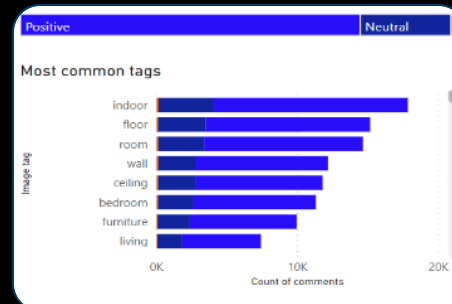 Positive Neutral
Most common tags
Image tag
indoor
floor
room
wall
ceiling
bedroom
furniture
living
0K 10K 20K
Count of comments